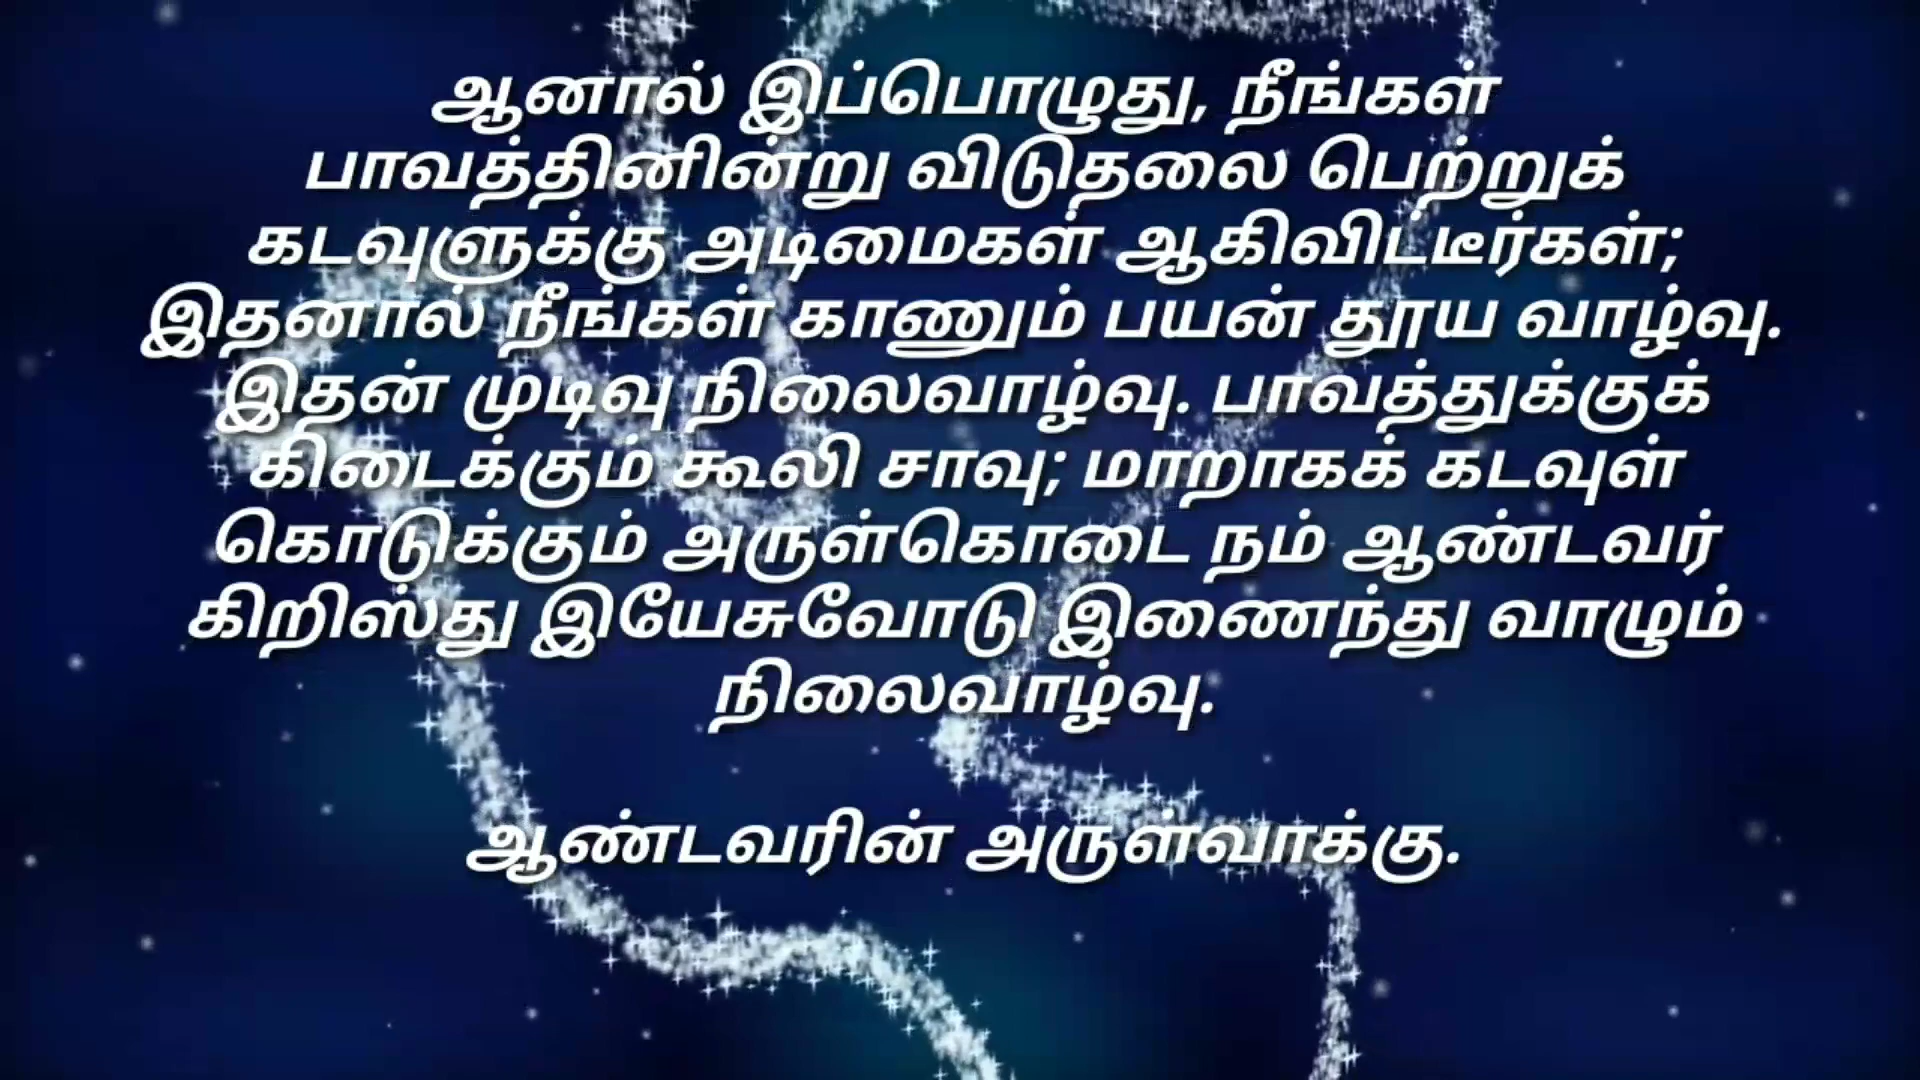 ஆனால் இப்பொழுது, நீங்கள்
பாவத்தினின்று விடுதலை பெற்றுக்
கடவுளுக்கு அடிமைகள் ஆகிவிட்டீர்கள்;
இதனால் நீங்கள் காணும் பயன் தூய வாழ்வு.
இதன் முடிவு நிலைவாழ்வு. பாவத்துக்குக்
கிடைக்கும் கூலி சாவு; மாறாகக் கடவுள்
கொடுக்கும் அருள்கொடை நம் ஆண்டவர்
கிறிஸ்து இயேசுவோடு இணைந்து வாழும்
நிலைவாழ்வு.
ஆண்டவரின் அருள்வாக்கு.